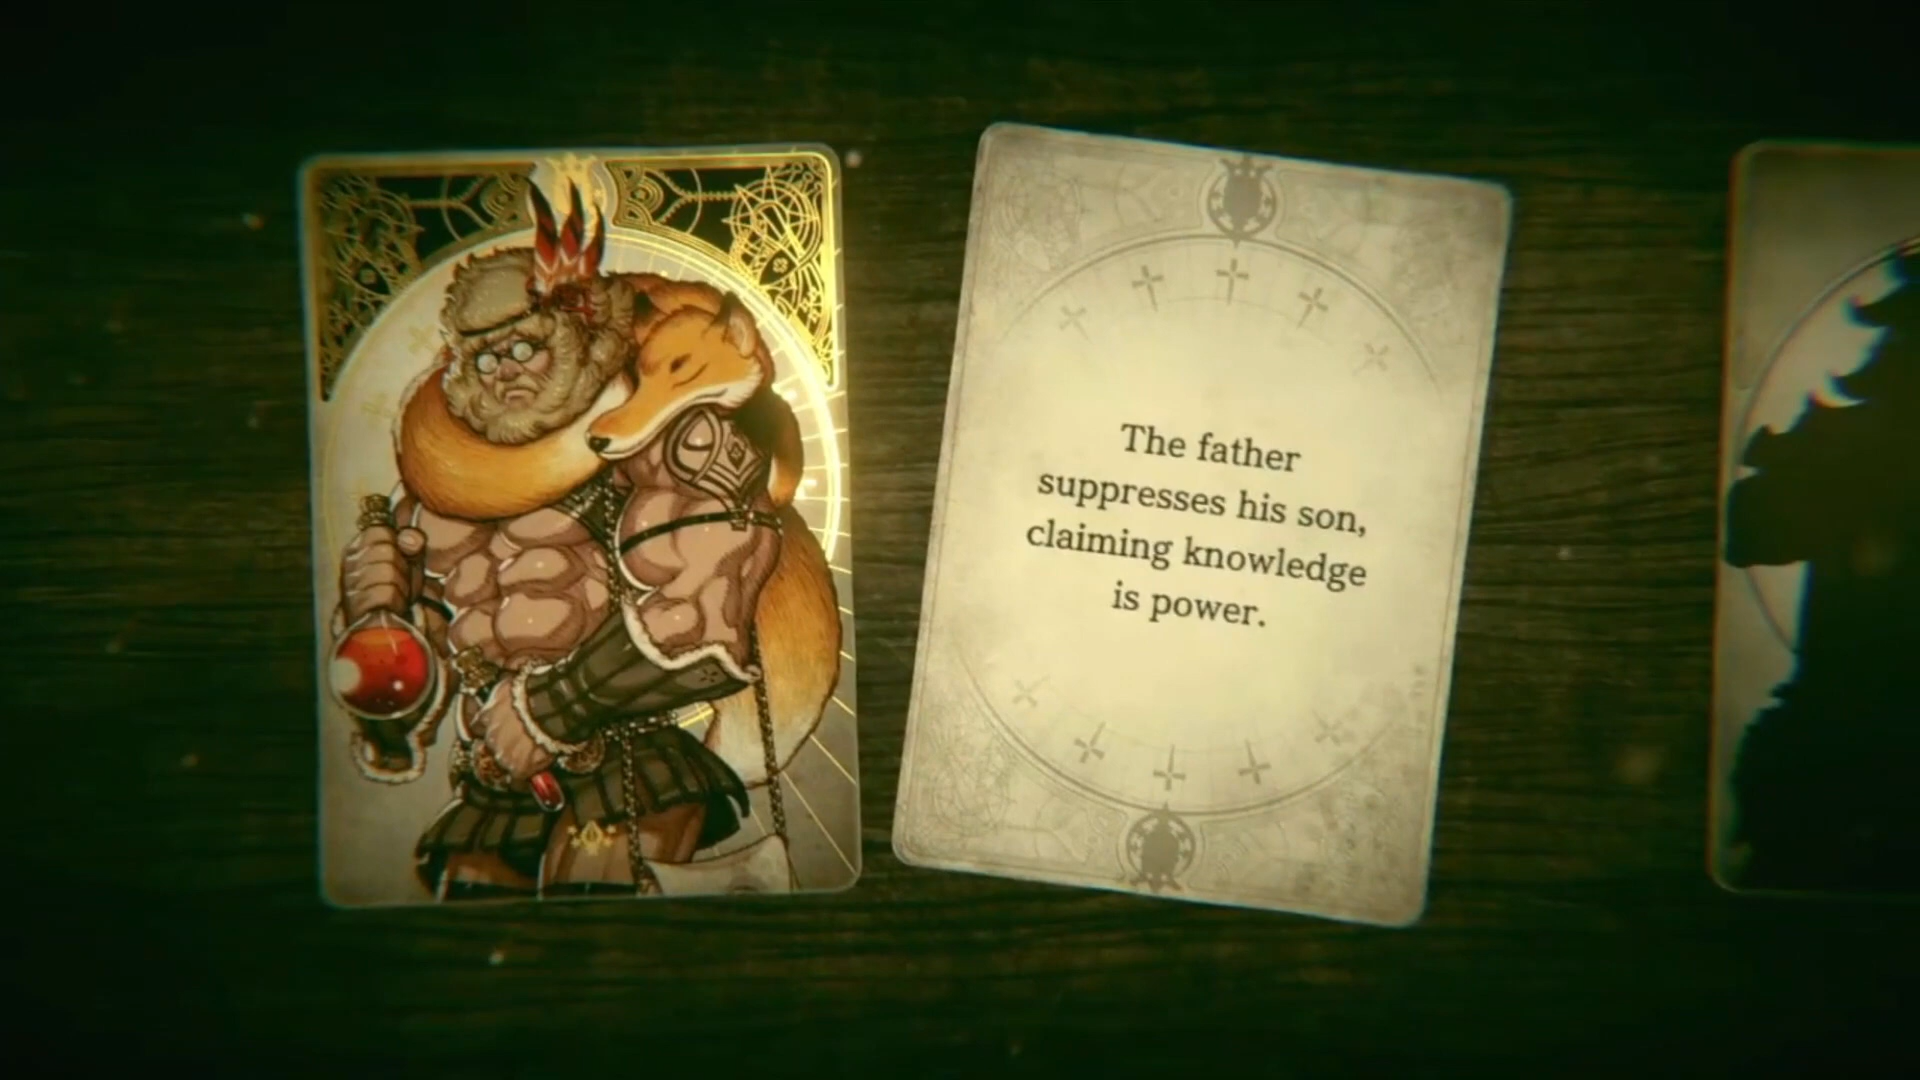 The father
suppresses his son,
claiming knowledge
is power.